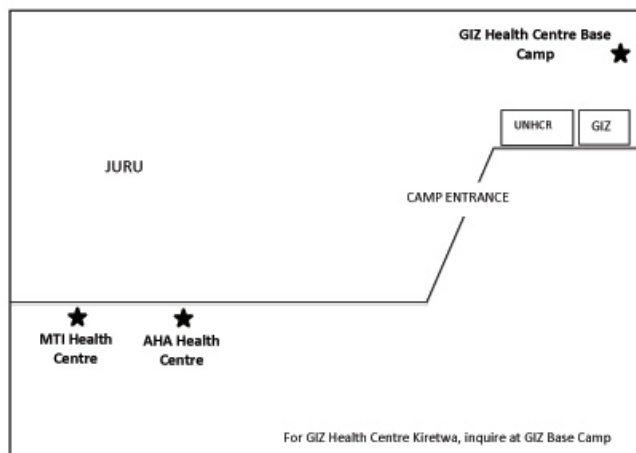 GIZ Health Centre Base
Camp
UNHCR
GIZ
JURU
CAMP ENTRANCE
MTI Health
Centre
AHA Health
Centre
For GIZ Health Centre Kiretwa, inquire at GIZ Base Camp